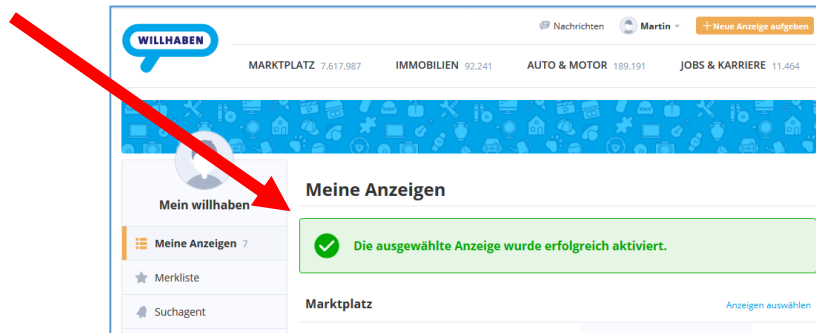 WILLHABEN
Nachrichten Martin +Neue Anzeige aufgeben
MARKTPLATZ 7.617.987 IMMOBILIEN 92.241 AUTO & MOTOR 189.191 JOBS & KARRIERE 11.464
Mein willhaben
Meine Anzeigen 7
Merkliste
Suchagent
Meine Anzeigen
Die ausgewählte Anzeige wurde erfolgreich aktiviert.
Marktplatz Anzeigen auswählen